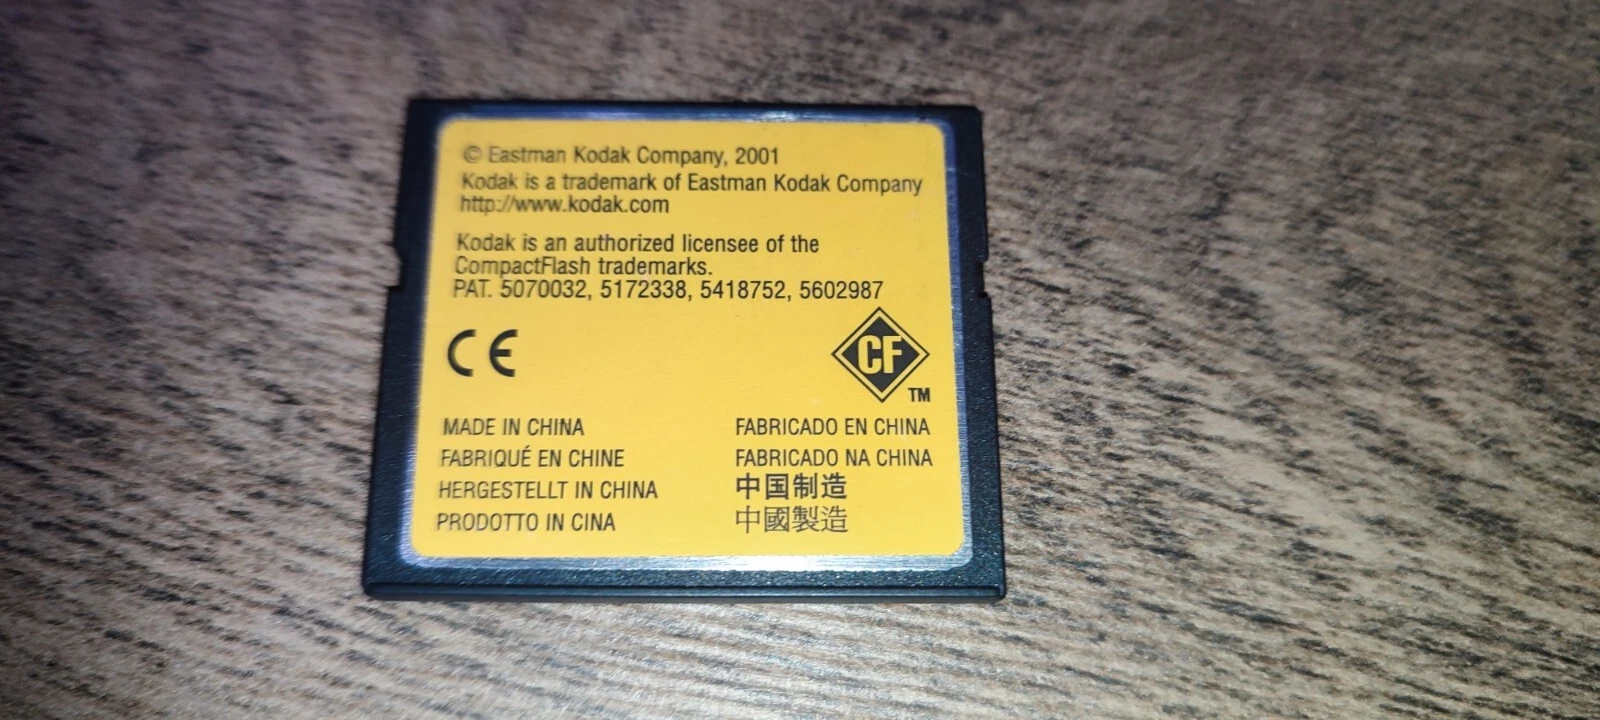 © Eastman Kodak Company, 2001
Kodak is a trademark of Eastman Kodak Company
http://www.kodak.com
Kodak is an authorized licensee of the
CompactFlash trademarks.
PAT. 5070032, 5172338, 5418752, 5602987
CE
CF
TM
MADE IN CHINA
FABRIQUÉ EN CHINE
HERGESTELLT IN CHINA
PRODOTTO IN CINA
FABRICADO EN CHINA
FABRICADO NA CHINA
中国制造
中國製造